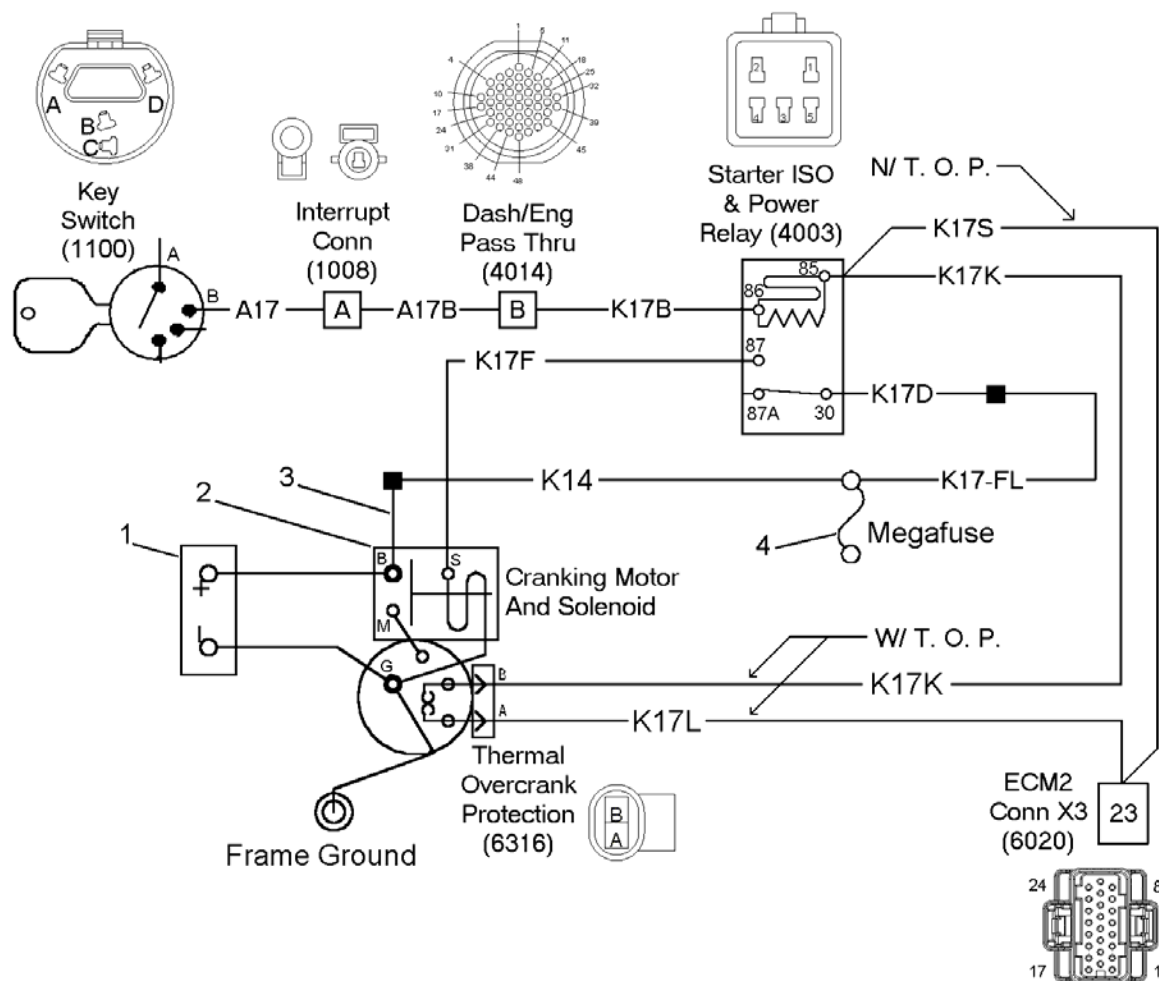 A
D
B
C
Key
Switch
(1100)
Interrupt
Conn
(1008)
1
6
11
18
25
32
39
45
4
10
17
24
31
38
44
48
Dash/Eng
Pass Thru
(4014)
2
1
4
3
5
Starter ISO
& Power
Relay (4003)
N/ T. O. P.
K17S
K17K
A
B
A17
A
A17B
B
K17B
85
86
87
87A
30
K17F
K17D
3
K14
K17-FL
2
1
4
Megafuse
+
B
S
M
G
Cranking Motor
And Solenoid
W/ T. O. P.
B
K17K
A
K17L
Thermal
Overcrank
Protection
(6316)
B
A
Frame Ground
ECM2
Conn X3
(6020)
23
24
8
17
1